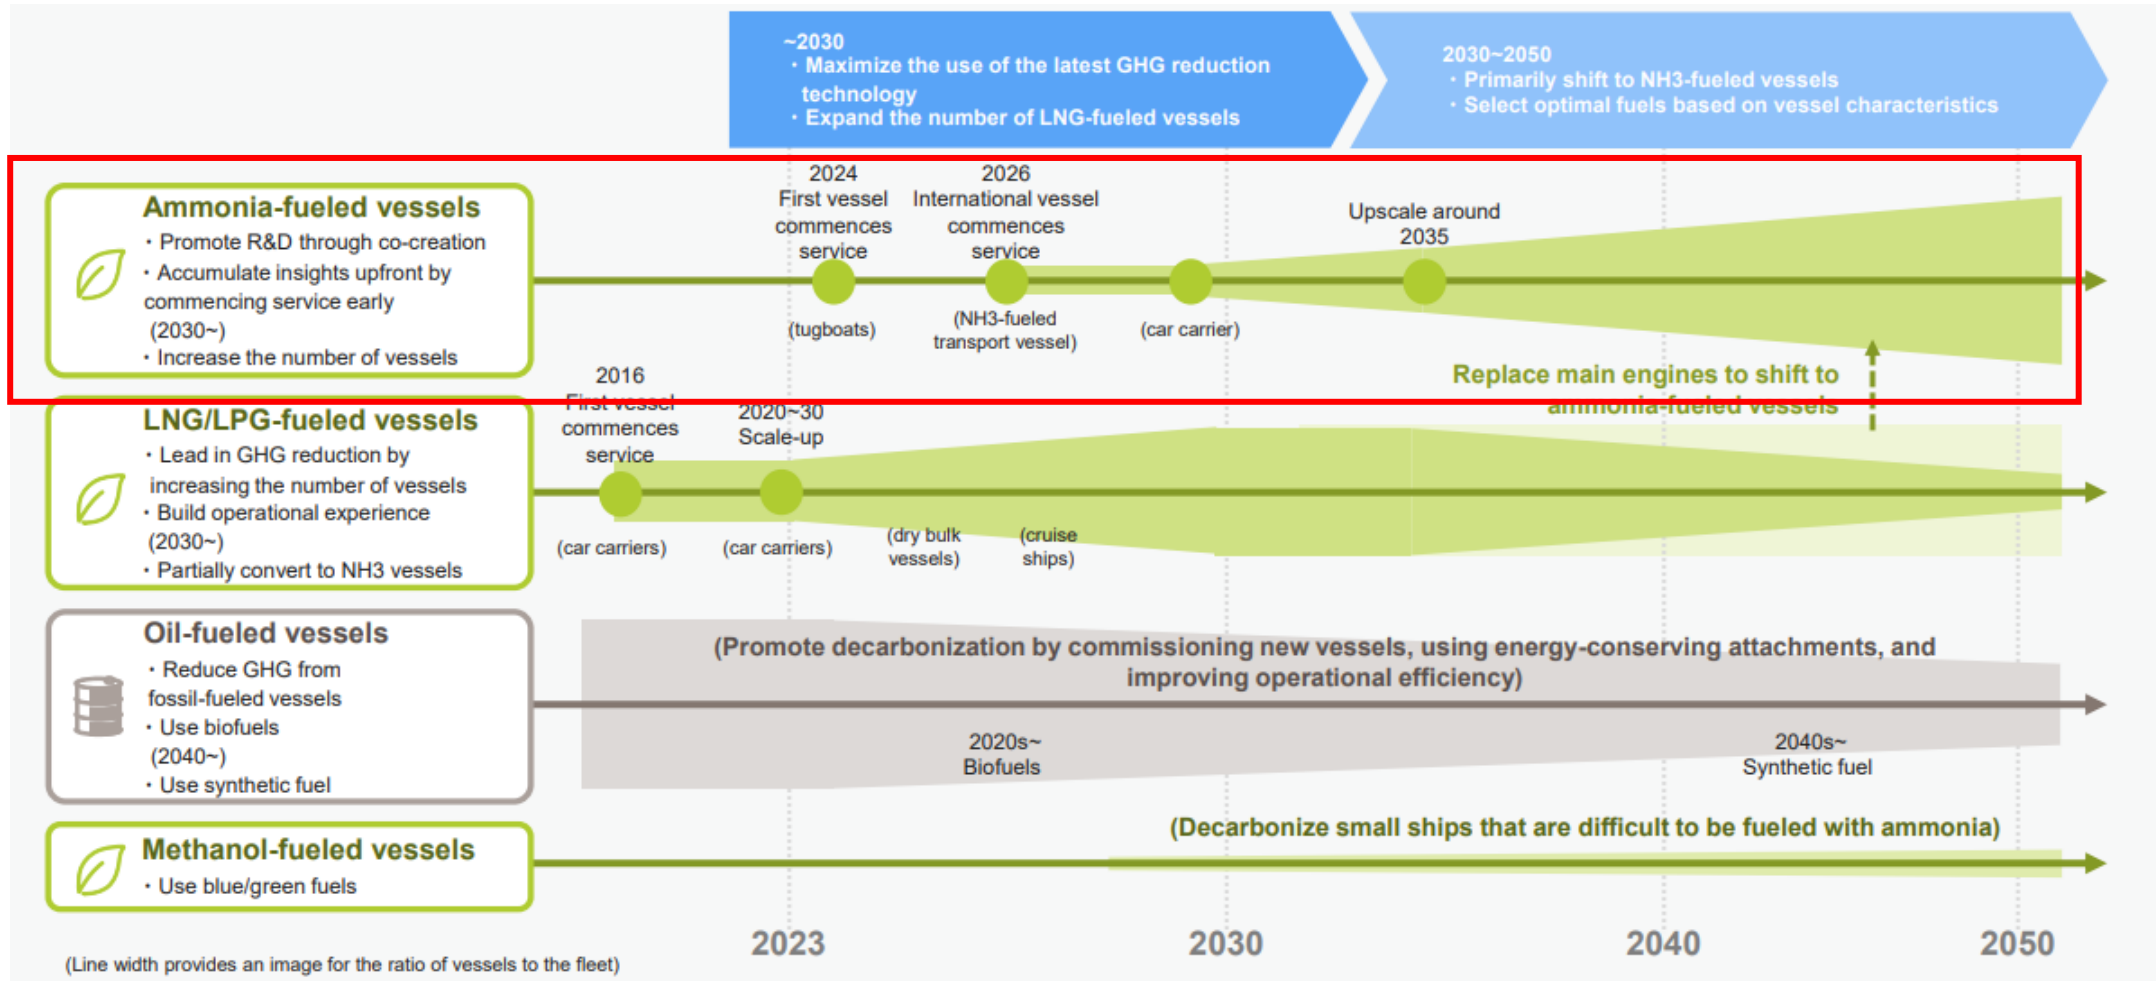 ~2030
・Maximize the use of the latest GHG reduction
technology
・Expand the number of LNG-fueled vessels
2030~2050
・Primarily shift to NH3-fueled vessels
・Select optimal fuels based on vessel characteristics
Ammonia-fueled vessels
・Promote R&D through co-creation
・Accumulate insights upfront by
commencing service early
(2030~)
・Increase the number of vessels
2024
First vessel
commences
service
(tugboats)
2026
International vessel
commences
service
(NH3-fueled
transport vessel)
(car carrier)
Upscale around
2035
Replace main engines to shift to
ammonia-fueled vessels
LNG/LPG-fueled vessels
・Lead in GHG reduction by
increasing the number of vessels
・Build operational experience
(2030~)
・Partially convert to NH3 vessels
2016
First vessel
commences
service
(car carriers)
2020~30
Scale-up
(car carriers)
(dry bulk
vessels)
(cruise
ships)
Oil-fueled vessels
・Reduce GHG from
fossil-fueled vessels
・Use biofuels
(2040~)
・Use synthetic fuel
(Promote decarbonization by commissioning new vessels, using energy-conserving attachments, and
improving operational efficiency)
2020s~
Biofuels
2040s~
Synthetic fuel
Methanol-fueled vessels
・Use blue/green fuels
(Decarbonize small ships that are difficult to be fueled with ammonia)
2023
2030
2040
2050
(Line width provides an image for the ratio of vessels to the fleet)